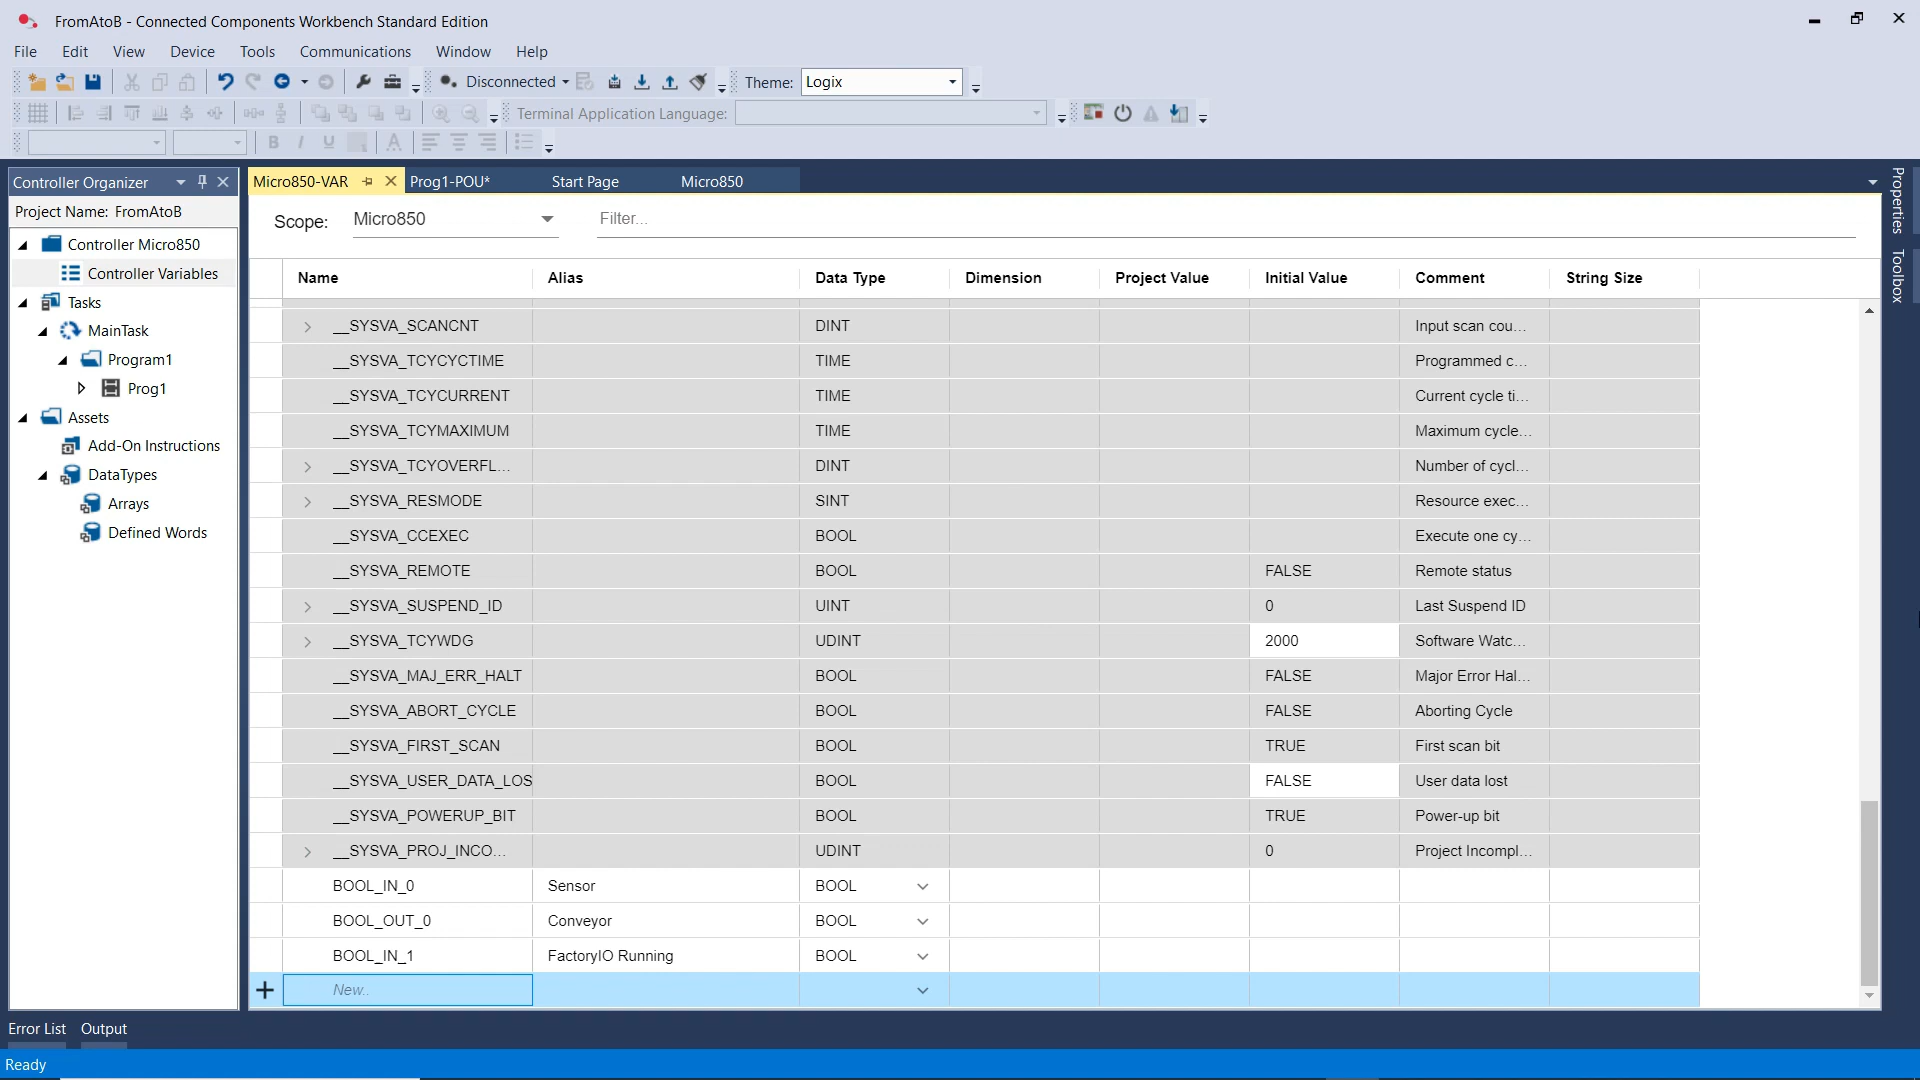 FromAtoB - Connected Components Workbench Standard Edition
File Edit View Device Tools Communications Window Help
Disconnected Theme: Logix
Terminal Application Language:
B I U A
Controller Organizer
Project Name: FromAtoB
Controller Micro850
Controller Variables
Tasks
MainTask
Program1
Prog1
Assets
Add-On Instructions
DataTypes
Arrays
Defined Words
Micro850-VAR Prog1-POU* Start Page Micro850
Scope: Micro850 Filter...
Name Alias Data Type Dimension Project Value Initial Value Comment String Size
__SYSVA_SCANCNT DINT Input scan cou...
__SYSVA_TCYCYCTIME TIME Programmed c...
__SYSVA_TCYCURRENT TIME Current cycle ti...
__SYSVA_TCYMAXIMUM TIME Maximum cycle...
__SYSVA_TCYOVERFL... DINT Number of cycl...
__SYSVA_RESMODE SINT Resource exec...
__SYSVA_CCEXEC BOOL Execute one cy...
__SYSVA_REMOTE BOOL FALSE Remote status
__SYSVA_SUSPEND_ID UINT 0 Last Suspend ID
__SYSVA_TCYWDG UDINT 2000 Software Watc...
__SYSVA_MAJ_ERR_HALT BOOL FALSE Major Error Hal...
__SYSVA_ABORT_CYCLE BOOL FALSE Aborting Cycle
__SYSVA_FIRST_SCAN BOOL TRUE First scan bit
__SYSVA_USER_DATA_LOS BOOL FALSE User data lost
__SYSVA_POWERUP_BIT BOOL TRUE Power-up bit
__SYSVA_PROJ_INCO... UDINT 0 Project Incompl...
BOOL_IN_0 Sensor BOOL
BOOL_OUT_0 Conveyor BOOL
BOOL_IN_1 FactoryIO Running BOOL
New..
Properties
Toolbox
Error List Output
Ready